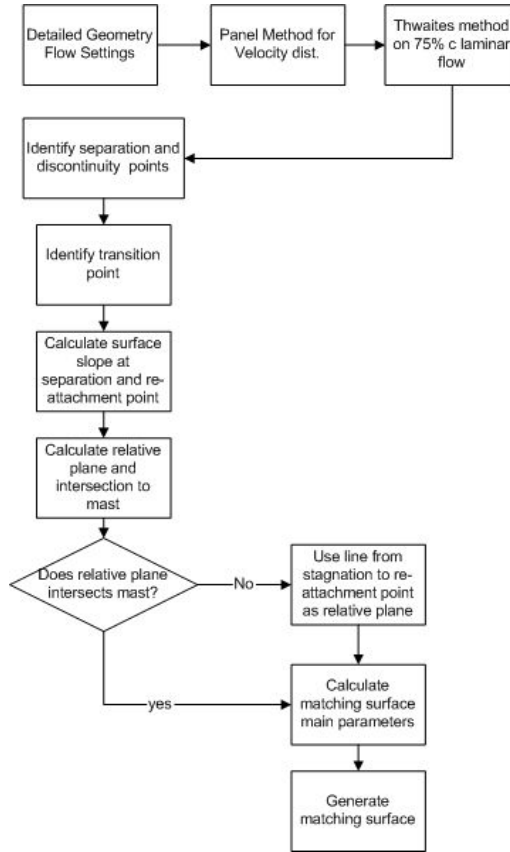 Detailed Geometry
Flow Settings
Panel Method for
Velocity dist.
Thwaites method
on 75% c laminar
flow
Identify separation and
discontinuity points
Identify transition
point
Calculate surface
slope at
separation and re-
attachment point
Calculate relative
plane and
intersection to
mast
Does relative plane
intersects mast?
No
Use line from
stagnation to re-
attachment point
as relative plane
yes
Calculate
matching surface
main parameters
Generate
matching surface